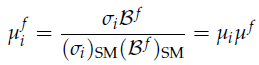 μ_i^f = σ_i ℬ^f / (σ_i)_SM (ℬ^f)_SM = μ_i μ^f